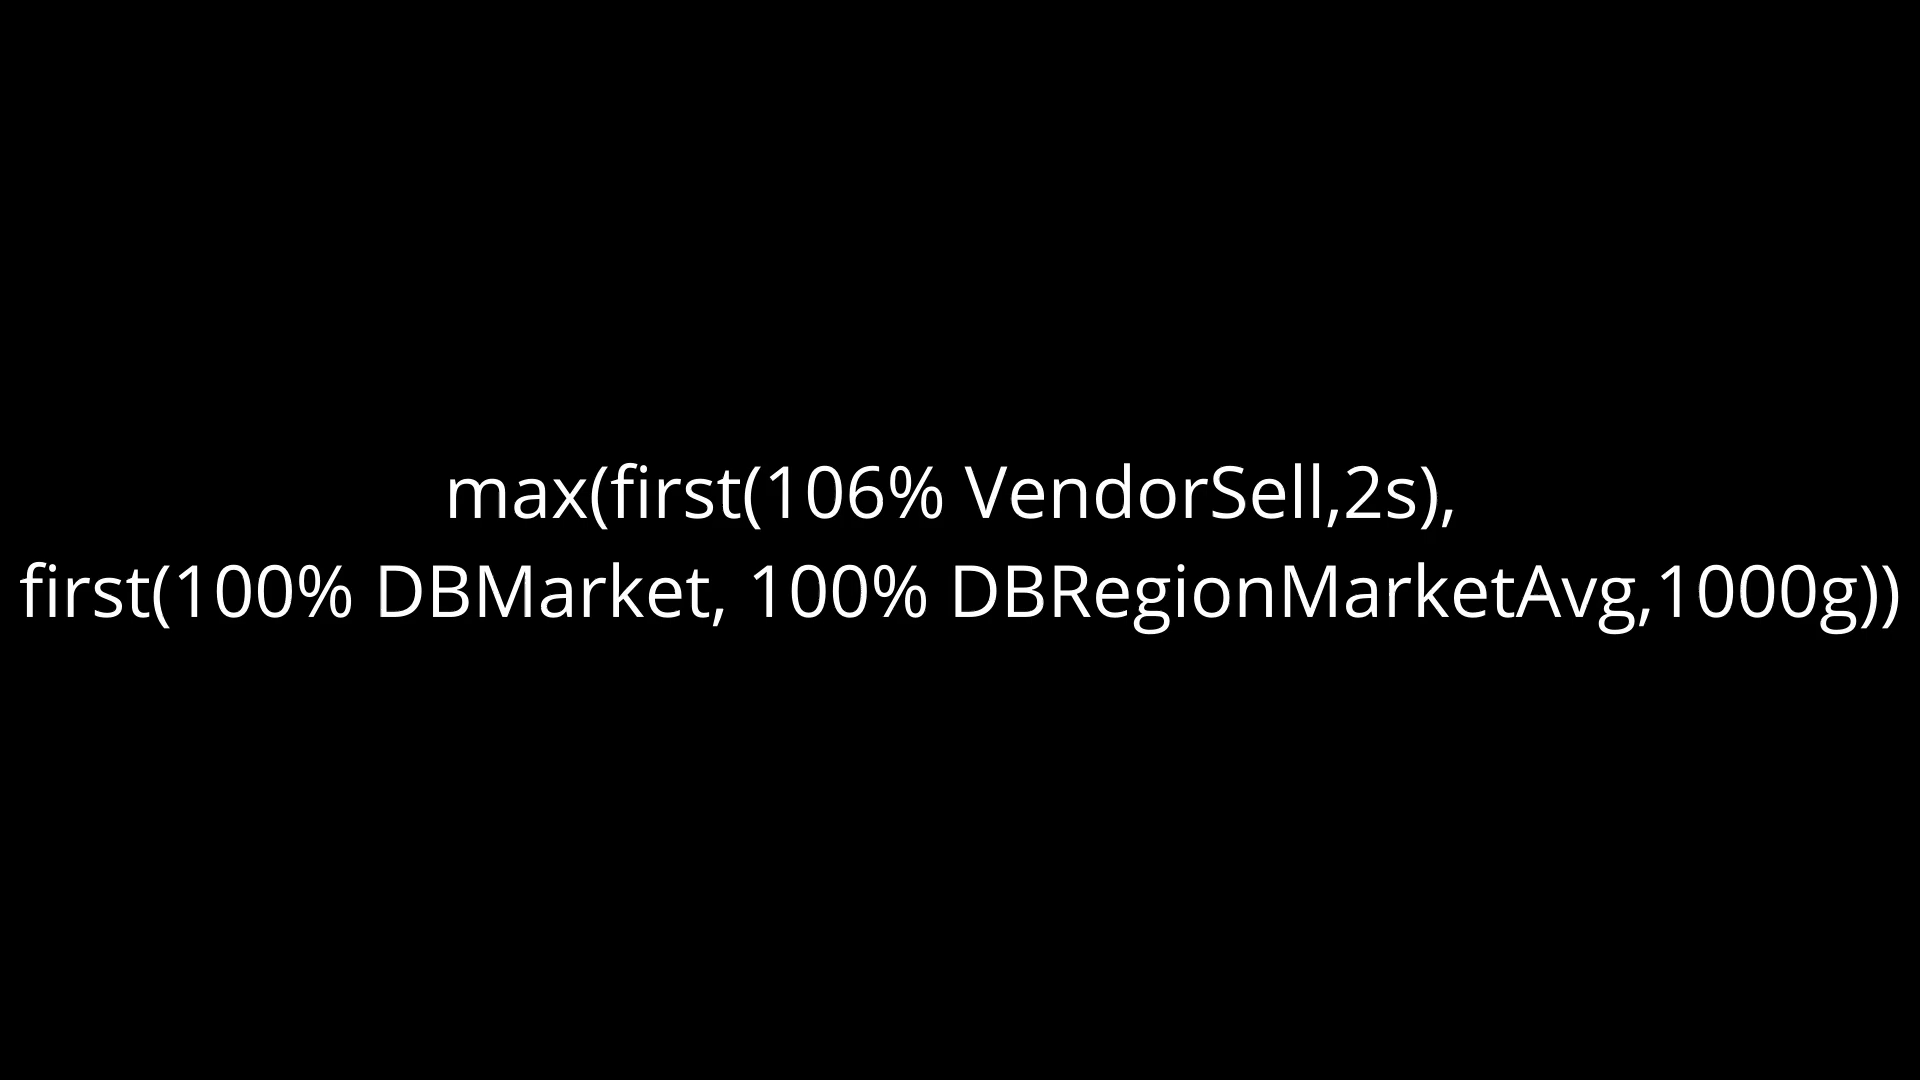 max(first(106% VendorSell,2s),
first(100% DBMarket, 100% DBRegionMarketAvg,1000g))